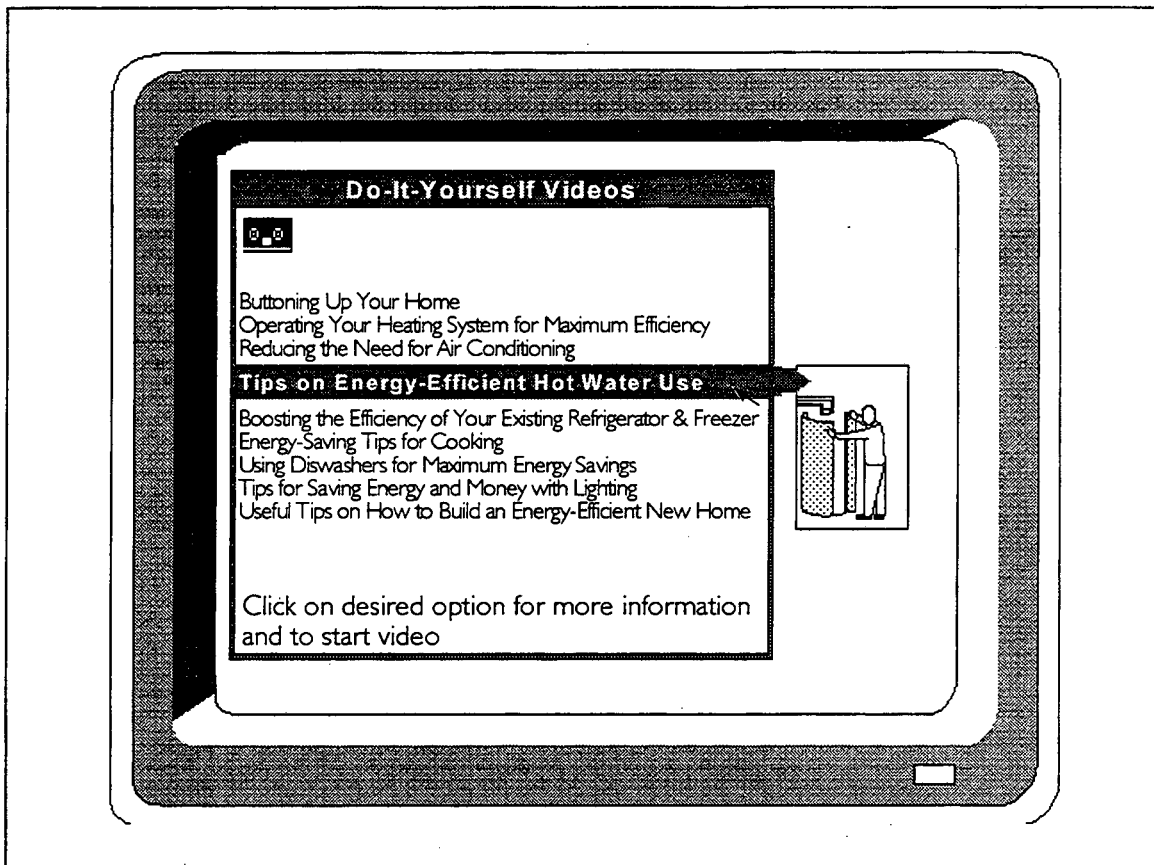 Do-It-Yourself Videos
Buttoning Up Your Home
Operating Your Heating System for Maximum Efficiency
Reducing the Need for Air Conditioning
Tips on Energy-Efficient Hot Water Use
Boosting the Efficiency of Your Existing Refrigerator & Freezer
Energy-Saving Tips for Cooking
Using Diswashers for Maximum Energy Savings
Tips for Saving Energy and Money with Lighting
Useful Tips on How to Build an Energy-Efficient New Home
Click on desired option for more information
and to start video